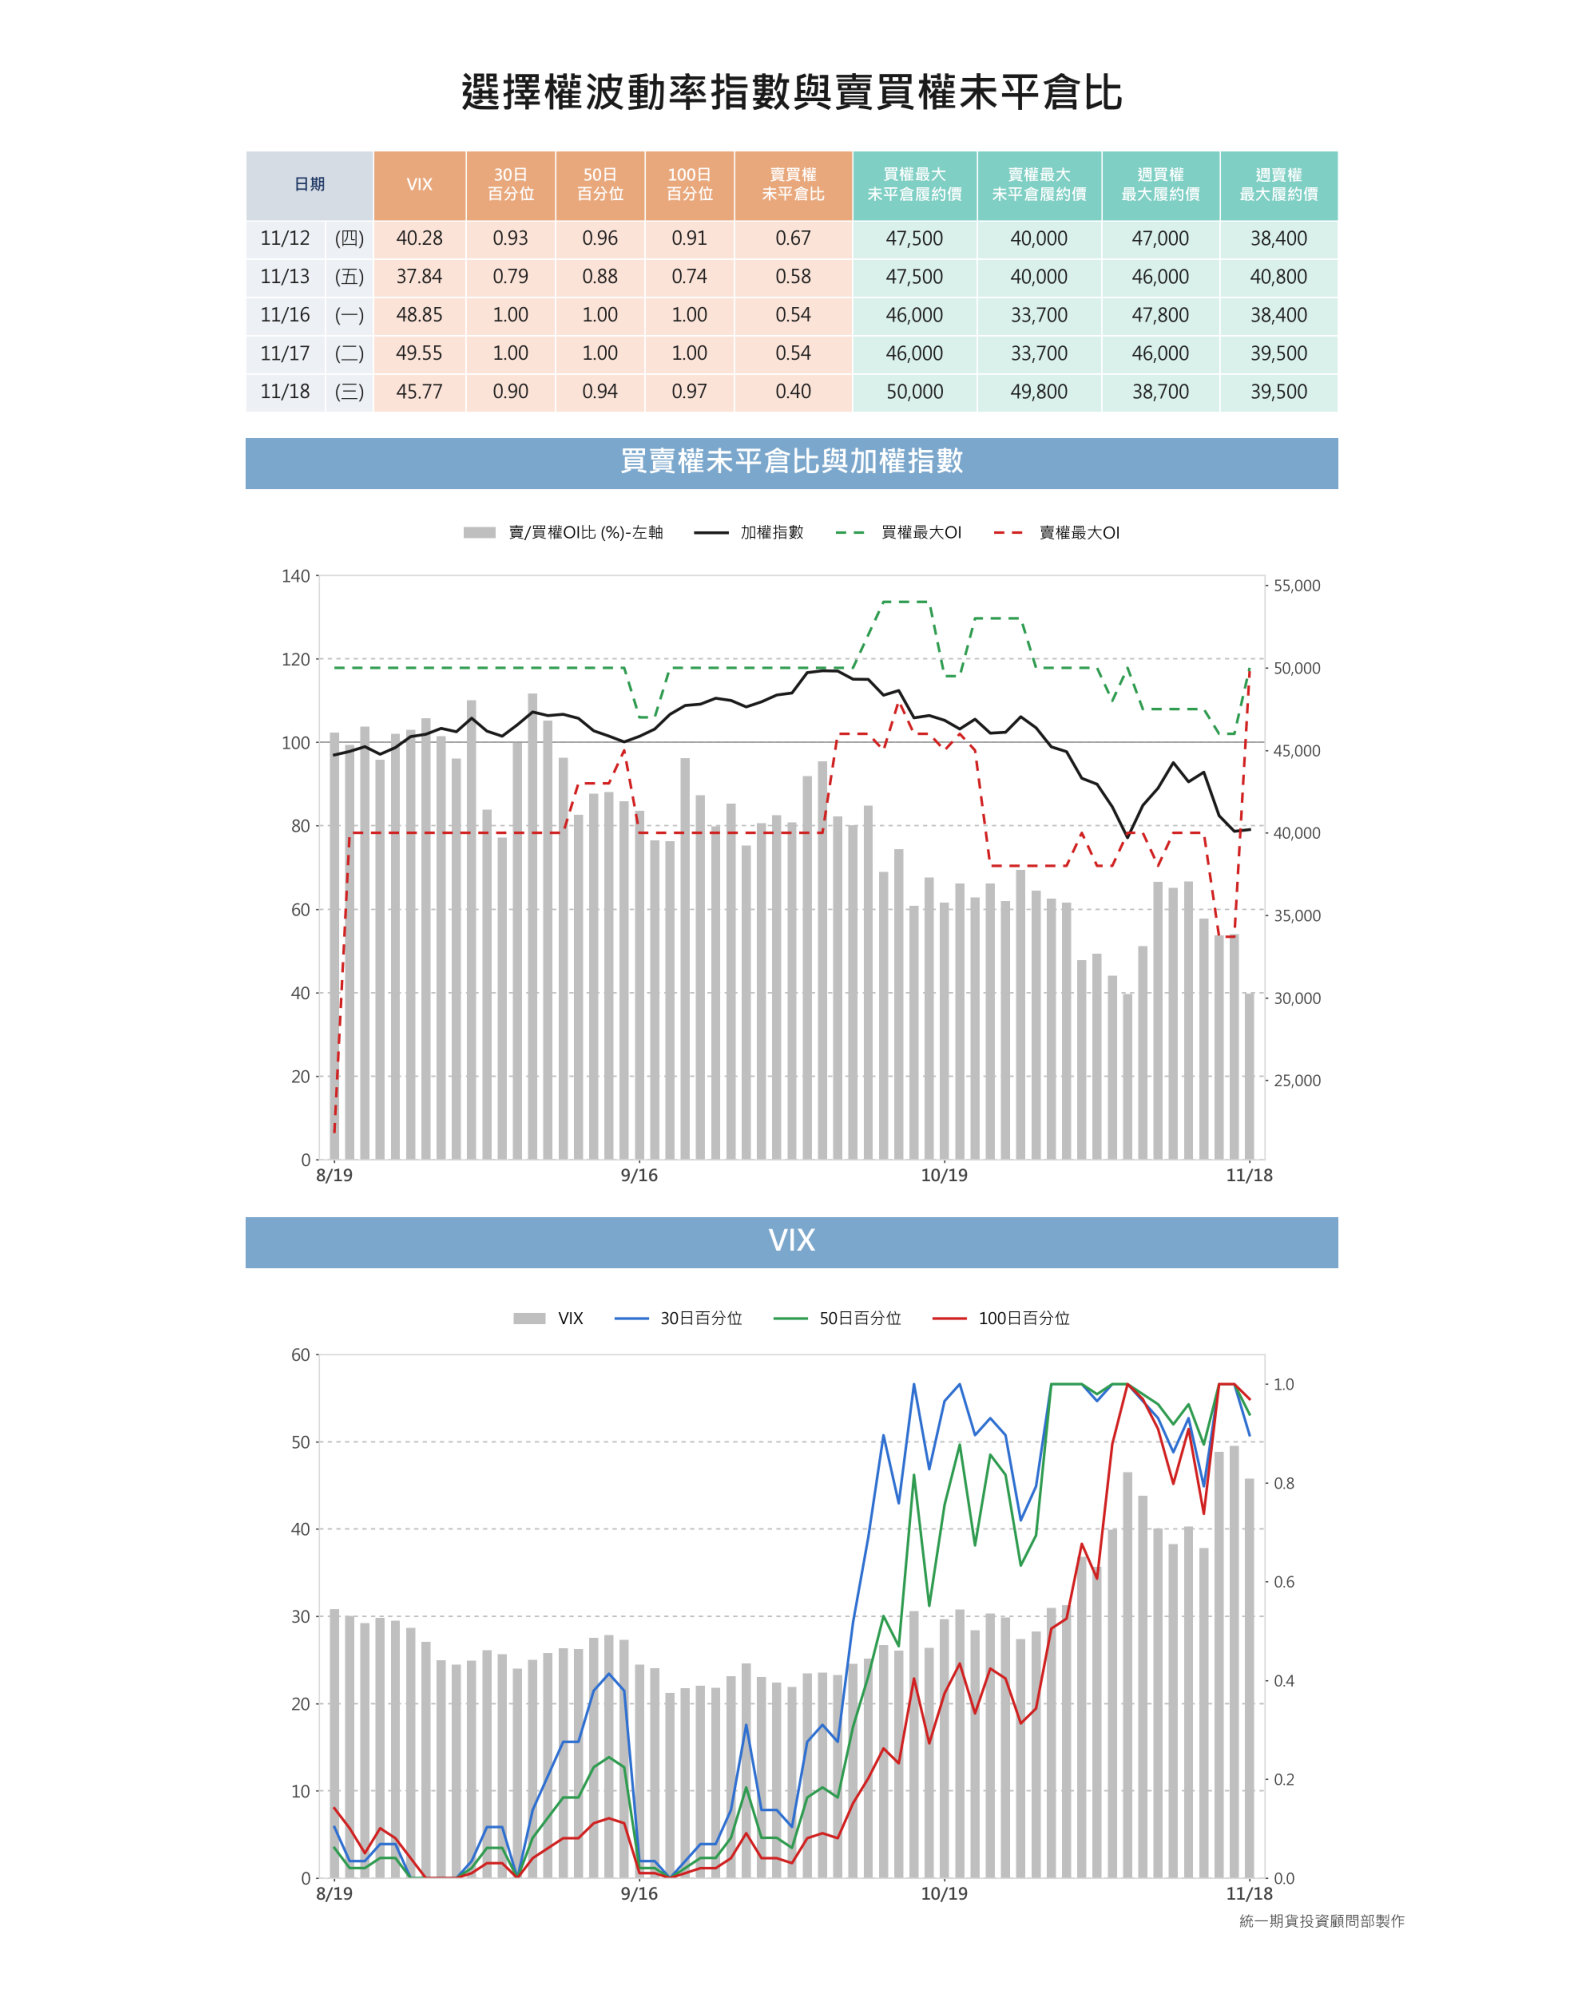 選擇權波動率指數與賣買權未平倉比
日期 VIX 30日百分位 50日百分位 100日百分位 賣買權未平倉比 買權最大未平倉履約價 賣權最大未平倉履約價 週買權最大履約價 週賣權最大履約價
11/12 (四) 40.28 0.93 0.96 0.91 0.67 47,500 40,000 47,000 38,400
11/13 (五) 37.84 0.79 0.88 0.74 0.58 47,500 40,000 46,000 40,800
11/16 (一) 48.85 1.00 1.00 1.00 0.54 46,000 33,700 47,800 38,400
11/17 (二) 49.55 1.00 1.00 1.00 0.54 46,000 33,700 46,000 39,500
11/18 (三) 45.77 0.90 0.94 0.97 0.40 50,000 49,800 38,700 39,500
買賣權未平倉比與加權指數
賣/買權OI比 (%)-左軸 加權指數 買權最大OI 賣權最大OI
140
120
100
80
60
40
20
0
55,000
50,000
45,000
40,000
35,000
30,000
25,000
8/19 9/16 10/19 11/18
VIX
VIX 30日百分位 50日百分位 100日百分位
60
50
40
30
20
10
0
1.0
0.8
0.6
0.4
0.2
0.0
8/19 9/16 10/19 11/18
統一期貨投資顧問部製作